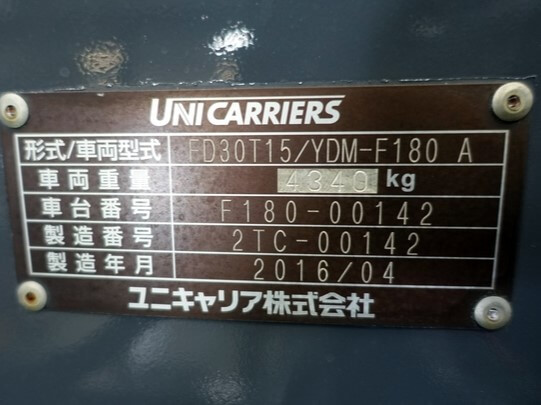 UNICARRIERS
形式/車両型式 FD30T15/YDM-F180 A
車両重量 4340 kg
車台番号 F180-00142
製造番号 2TC-00142
製造年月 2016/04
ユニキャリア株式会社